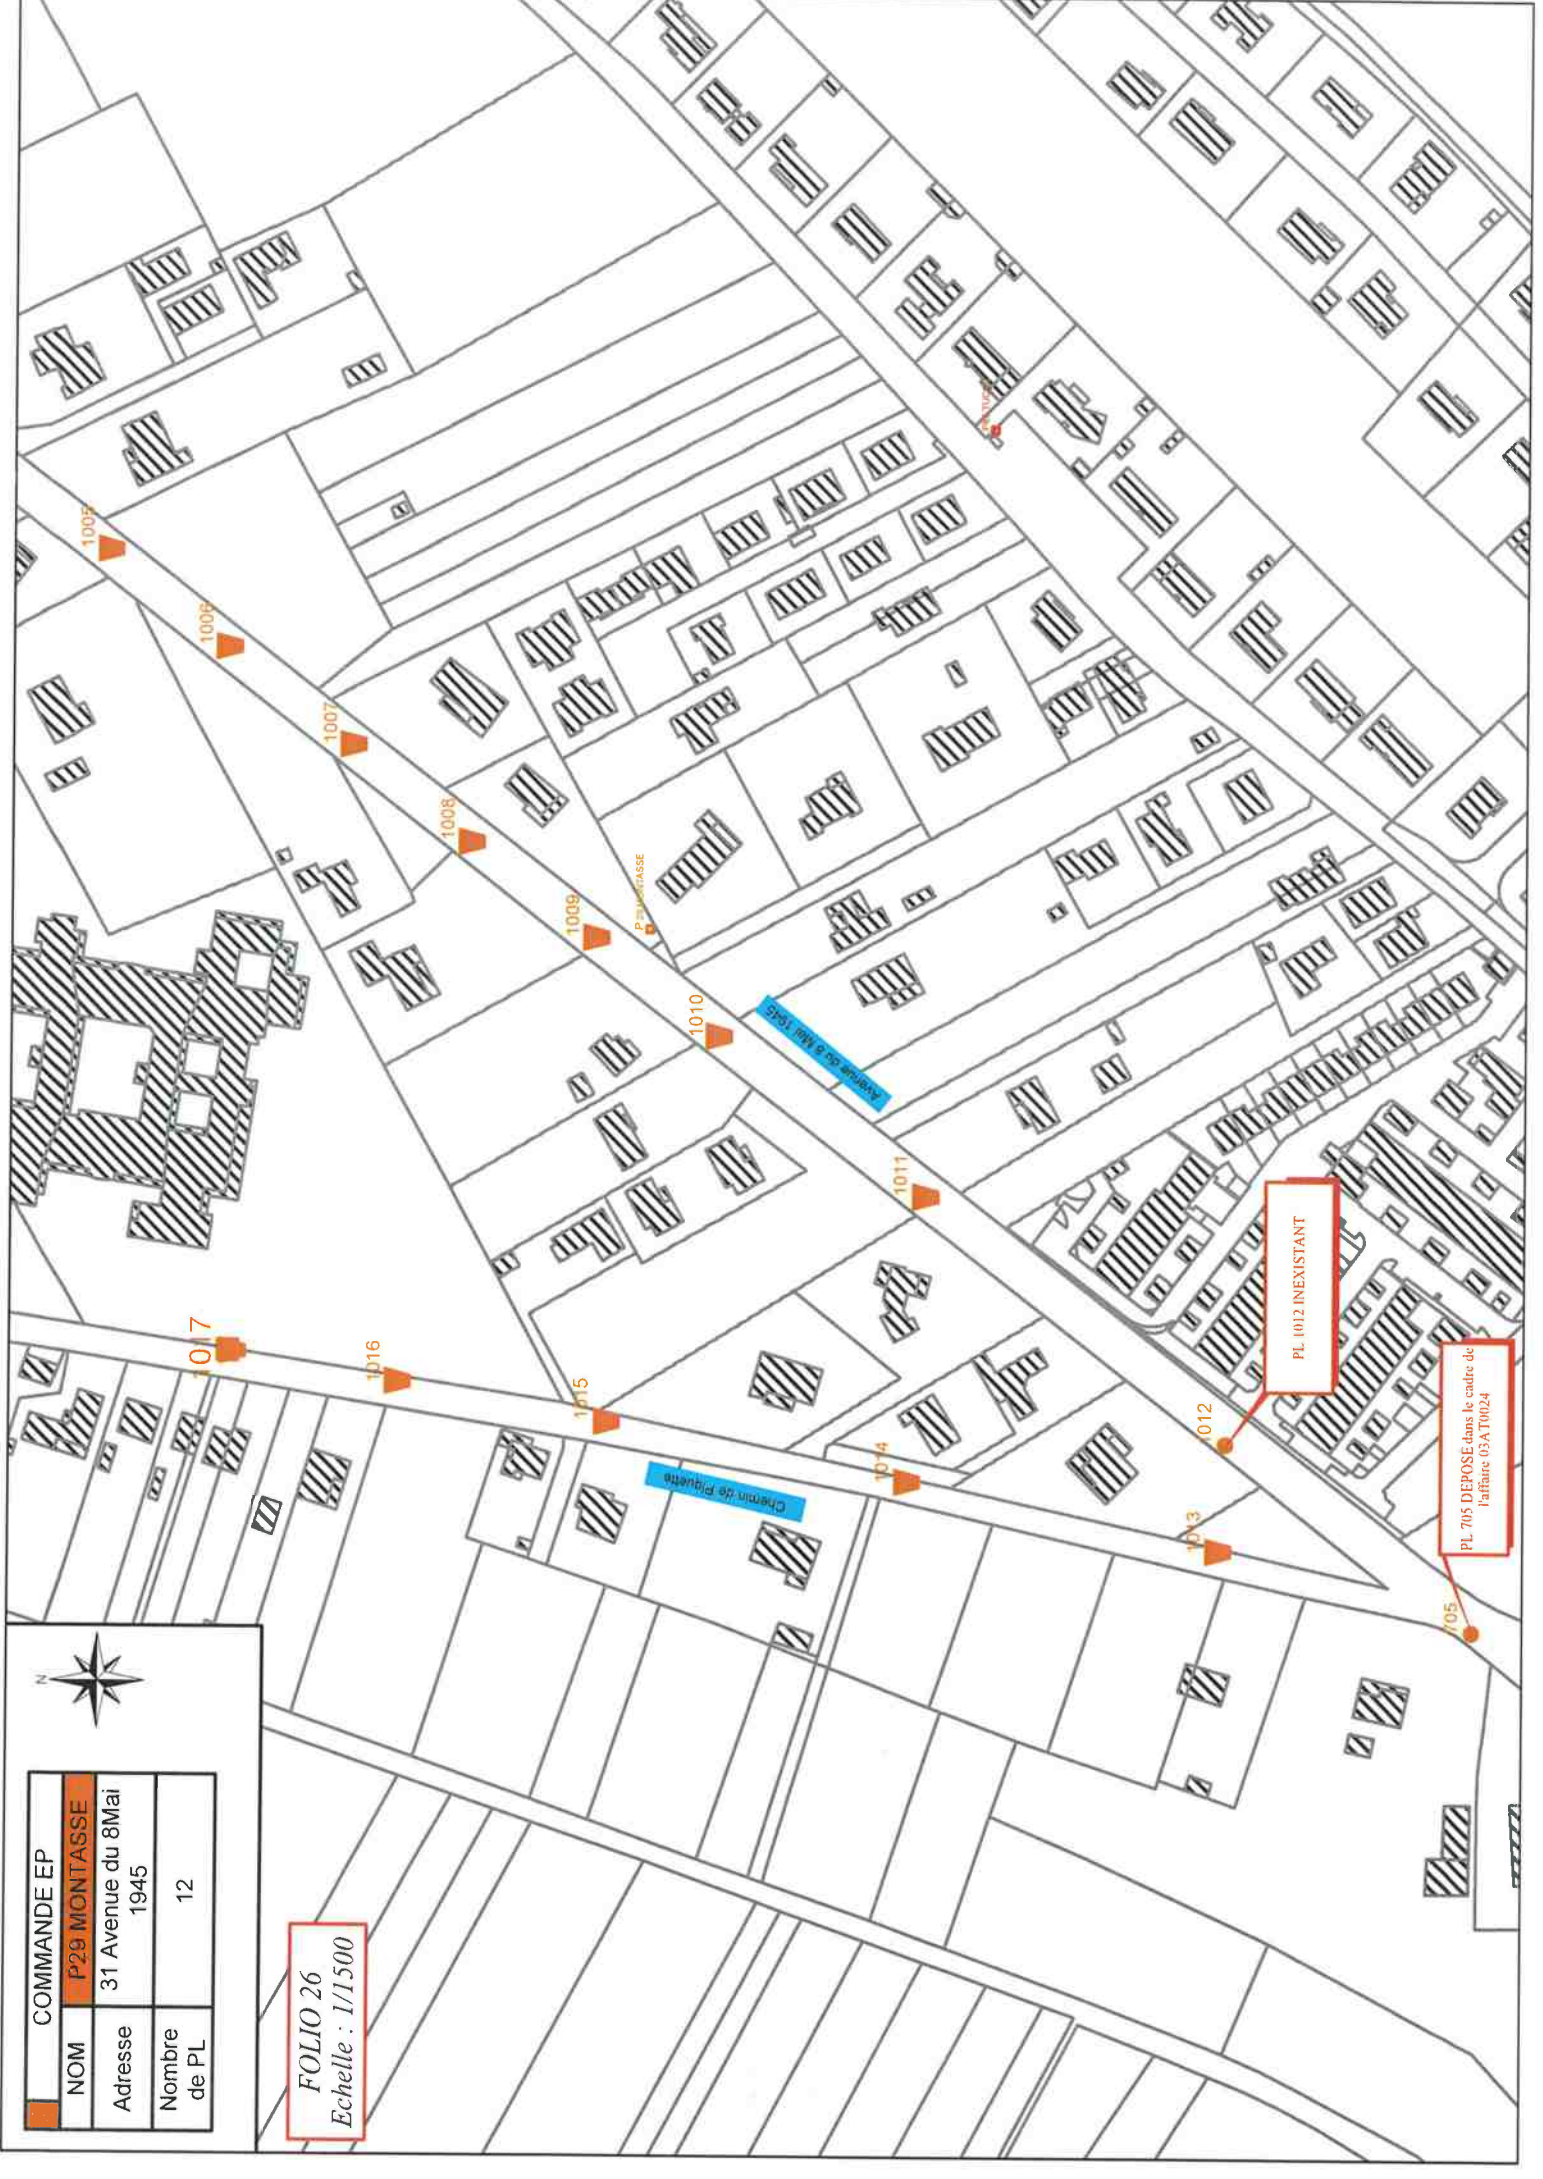 COMMANDE EP
NOM P29 MONTASSE
Adresse 31 Avenue du 8Mai
1945
Nombre
de PL 12
N
FOLIO 26
Echelle : 1/1500
1017
1016
1015
1014
1013
705
PL 705 DEPOSE dans le cadre de
l'affaire 03AT0024
1012
PL 1012 INEXISTANT
1011
1010
1009
1008
1007
1006
1005
Chemin de Piquette
Avenue du 8 Mai 1945
MONTASSE